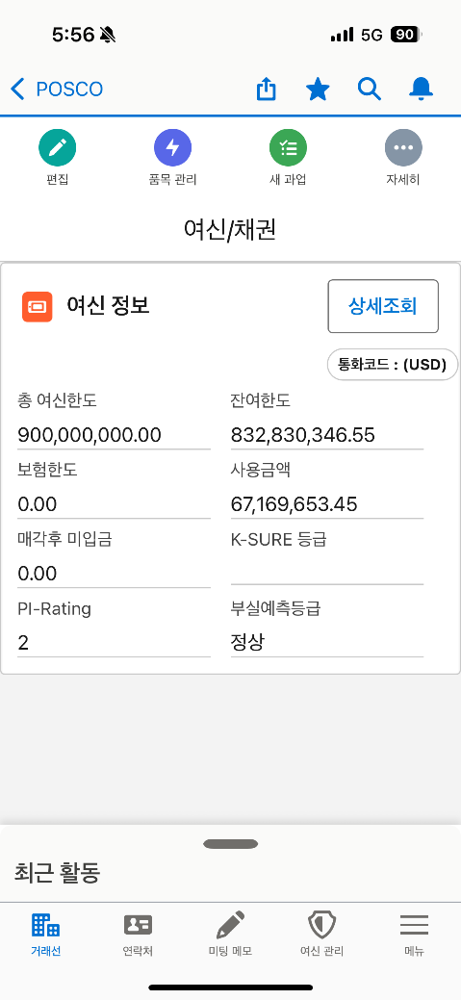 5:56
5G 90
POSCO
편집 품목 관리 새 과업 자세히
여신/채권
여신 정보
상세조회
통화코드 : (USD)
총 여신한도 잔여한도
900,000,000.00 832,830,346.55
보험한도 사용금액
0.00 67,169,653.45
매각후 미입금 K-SURE 등급
0.00
PI-Rating 부실예측등급
2 정상
최근 활동
거래선 연락처 미팅 메모 여신 관리 메뉴